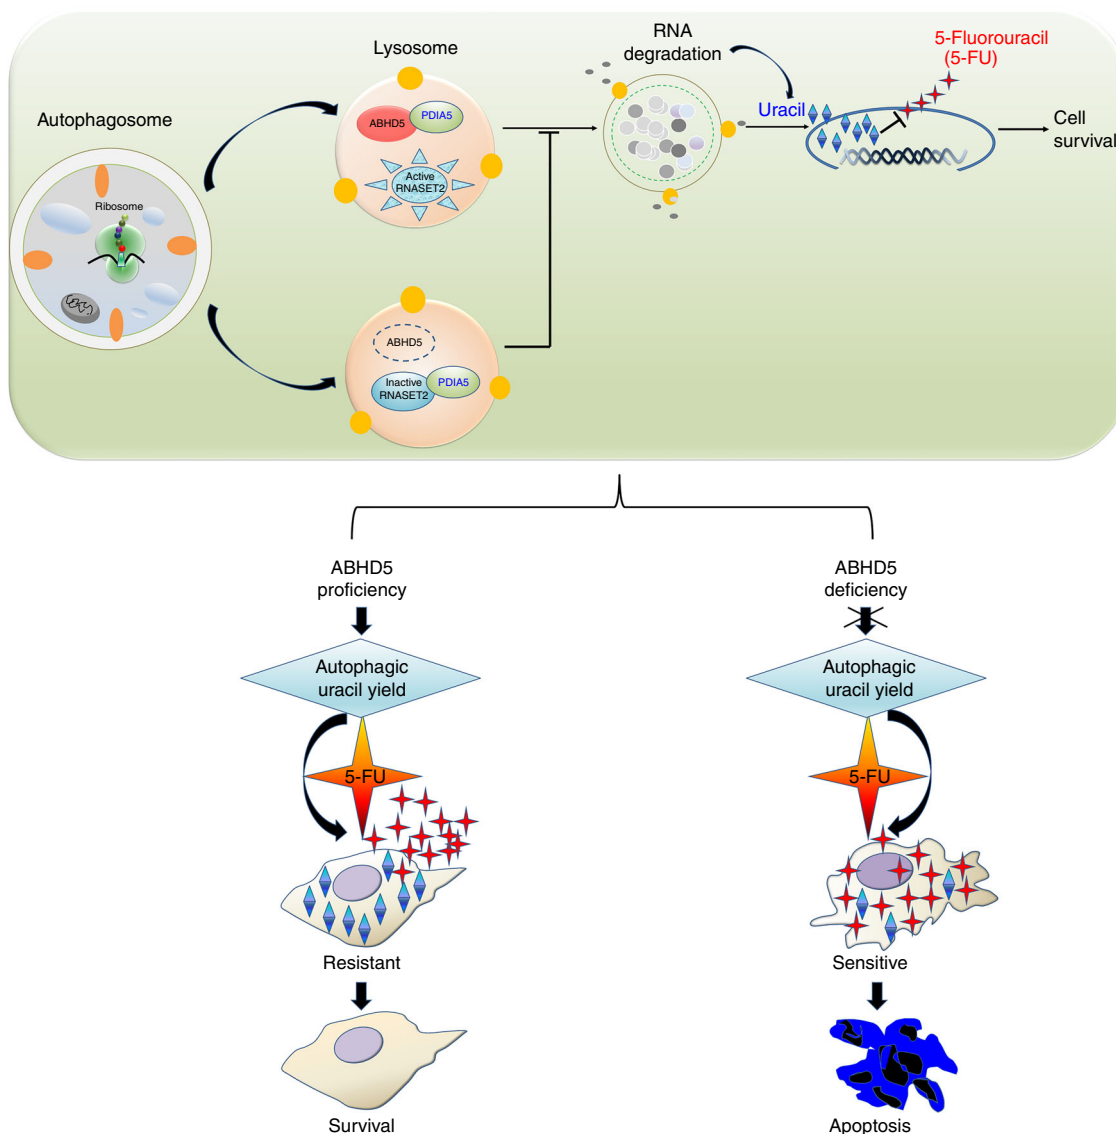 Autophagosome
Ribosome
Lysosome
ABHD5
PDIA5
Active
RNASET2
ABHD5
Inactive
RNASET2
PDIA5
RNA
degradation
Uracil
5-Fluorouracil
(5-FU)
Cell
survival
ABHD5
proficiency
Autophagic
uracil yield
5-FU
Resistant
Survival
ABHD5
deficiency
Autophagic
uracil yield
5-FU
Sensitive
Apoptosis